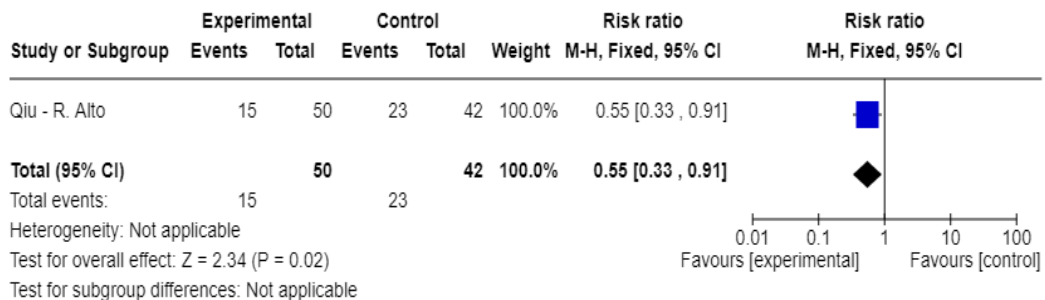 Experimental Control Risk ratio Risk ratio
Study or Subgroup Events Total Events Total Weight M-H, Fixed, 95% CI M-H, Fixed, 95% CI
Qiu - R. Alto 15 50 23 42 100.0% 0.55 [0.33 , 0.91]
Total (95% CI) 50 42 100.0% 0.55 [0.33 , 0.91]
Total events: 15 23
Heterogeneity: Not applicable
0.01 0.1 1 10 100
Test for overall effect: Z = 2.34 (P = 0.02) Favours [experimental] Favours [control]
Test for subgroup differences: Not applicable